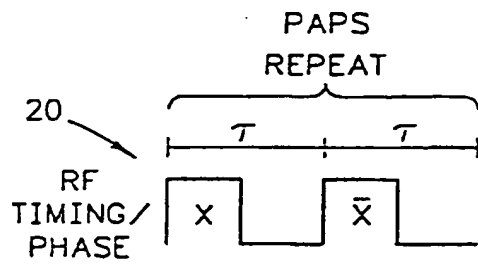 PAPS
REPEAT
20
τ τ
RF
TIMING/
PHASE
X X̄